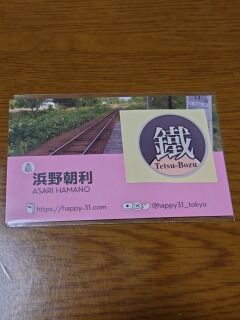 鐵
Tetsu-Bozu
浜野朝利
ASARI HAMANO
https://happy-31.com
@happy31_tokyo